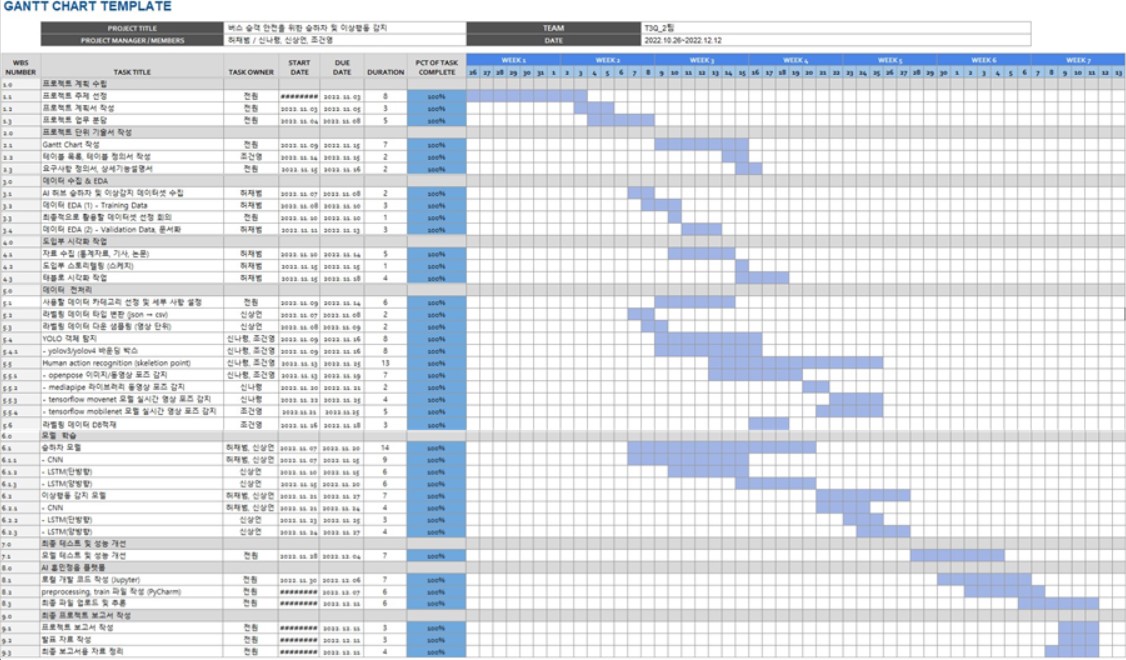 GANTT CHART TEMPLATE
PROJECT TITLE 버스 승객 안전을 위한 승하차 및 이상행동 감지 TEAM T3Q_2팀
PROJECT MANAGER/MEMBERS 허재범 / 신나평, 신상연, 조건영 DATE 2022.10.26~2022.12.12
WBS NUMBER TASK TITLE TASK OWNER START DATE DUE DATE DURATION PCT OF TASK COMPLETE WEEK 1 WEEK 2 WEEK 3 WEEK 4 WEEK 5 WEEK 6 WEEK 7
26 27 28 29 30 31 1 2 3 4 5 6 7 8 9 10 11 12 13 14 15 16 17 18 19 20 21 22 23 24 25 26 27 28 29 30 1 2 3 4 5 6 7 8 9 10 11 12 13
1.0 프로젝트 계획 수립
1.1 프로젝트 주제 선정 전원 ######## 2022. 11. 03 8 100%
1.2 프로젝트 계획서 작성 전원 2022. 11. 03 2022. 11. 05 3 100%
1.3 프로젝트 업무 분담 전원 2022. 11. 04 2022. 11. 08 5 100%
2.0 프로젝트 단위 기술서 작성
2.1 Gantt Chart 작성 전원 2022. 11. 09 2022. 11. 15 7 100%
2.2 테이블 목록, 테이블 정의서 작성 조건영 2022. 11. 14 2022. 11. 15 2 100%
2.3 요구사항 정의서, 상세기능설명서 전원 2022. 11. 15 2022. 11. 16 2 100%
3.0 데이터 수집 & EDA
3.1 AI 허브 승하차 및 이상감지 데이터셋 수집 허재범 2022. 11. 07 2022. 11. 08 2 100%
3.2 데이터 EDA (1) - Training Data 허재범 2022. 11. 08 2022. 11. 10 3 100%
3.3 최종적으로 활용할 데이터셋 선정 회의 전원 2022. 11. 10 2022. 11. 10 1 100%
3.4 데이터 EDA (2) - Validation Data, 문서화 허재범 2022. 11. 11 2022. 11. 13 3 100%
4.0 도입부 시각화 작업
4.1 자료 수집 (통계자료, 기사, 논문) 허재범 2022. 11. 10 2022. 11. 14 5 100%
4.2 도입부 스토리텔링 (스케치) 허재범 2022. 11. 15 2022. 11. 15 1 100%
4.3 태블로 시각화 작업 허재범 2022. 11. 15 2022. 11. 18 4 100%
5.0 데이터 전처리
5.1 사용할 데이터 카테고리 선정 및 세부 사항 설정 전원 2022. 11. 09 2022. 11. 14 6 100%
5.2 라벨링 데이터 타입 변환 (json → csv) 신상연 2022. 11. 07 2022. 11. 08 2 100%
5.3 라벨링 데이터 다운 샘플링 (영상 단위) 신상연 2022. 11. 08 2022. 11. 09 2 100%
5.4 YOLO 객체 탐지 신나평, 조건영 2022. 11. 09 2022. 11. 16 8 100%
5.4.1 - yolov3/yolov4 바운딩 박스 신나평, 조건영 2022. 11. 09 2022. 11. 16 8 100%
5.5 Human action recognition (skeletion point) 신나평, 조건영 2022. 11. 13 2022. 11. 25 13 100%
5.5.1 - openpose 이미지/동영상 포즈 감지 신나평, 조건영 2022. 11. 13 2022. 11. 19 7 100%
5.5.2 - mediapipe 라이브러리 동영상 포즈 감지 신나평 2022. 11. 20 2022. 11. 21 2 100%
5.5.3 - tensorflow movenet 모델 실시간 영상 포즈 감지 신나평 2022. 11. 22 2022. 11. 25 4 100%
5.5.4 - tensorflow mobilenet 모델 실시간 영상 포즈 감지 조건영 2022.11.21 2022.11.25 5 100%
5.6 라벨링 데이터 DB적재 조건영 2022. 11. 16 2022. 11. 18 3 100%
6.0 모델 학습
6.1 승하차 모델 허재범, 신상연 2022. 11. 07 2022. 11. 20 14 100%
6.1.1 - CNN 허재범, 신상연 2022. 11. 07 2022. 11. 15 9 100%
6.1.2 - LSTM(단방향) 신상연 2022. 11. 10 2022. 11. 15 6 100%
6.1.3 - LSTM(양방향) 신상연 2022. 11. 15 2022. 11. 20 6 100%
6.2 이상행동 감지 모델 허재범, 신상연 2022. 11. 21 2022. 11. 27 7 100%
6.2.1 - CNN 허재범, 신상연 2022. 11. 21 2022. 11. 24 4 100%
6.2.2 - LSTM(단방향) 신상연 2022. 11. 23 2022. 11. 25 3 100%
6.2.3 - LSTM(양방향) 신상연 2022. 11. 24 2022. 11. 27 4 100%
7.0 최종 테스트 및 성능 개선
7.1 모델 테스트 및 성능 개선 전원 2022. 11. 28 2022. 12. 04 7 100%
8.0 AI 훈민정음 플랫폼
8.1 로컬 개발 코드 작성 (Jupyter) 전원 2022. 11. 30 2022. 12. 06 7 100%
8.2 preprocessing, train 파일 작성 (PyCharm) 전원 ######## 2022. 12. 07 6 100%
8.3 최종 파일 업로드 및 추론 전원 ######## 2022. 12. 11 6 100%
9.0 최종 프로젝트 보고서 작성
9.1 프로젝트 보고서 작성 전원 ######## 2022. 12. 11 3 100%
9.2 발표 자료 작성 전원 ######## 2022. 12. 11 3 100%
9.3 최종 보고서용 자료 정리 전원 ######## 2022. 12. 11 4 100%